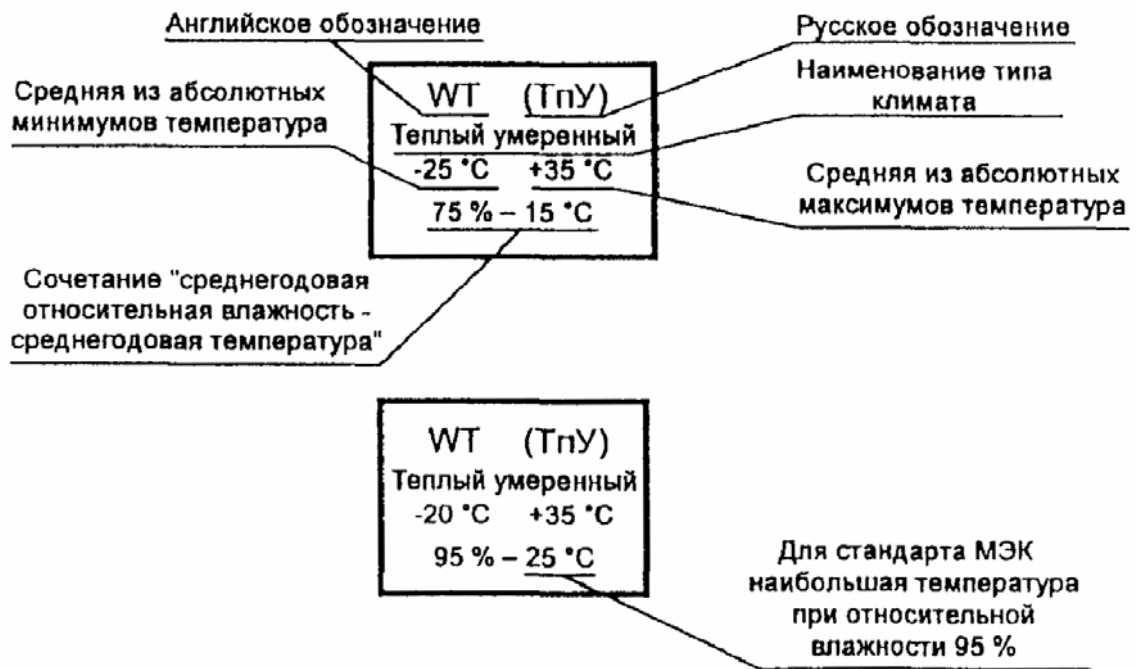 Английское обозначение
Русское обозначение
Средняя из абсолютных
минимумов температура
WT (ТпУ)
Теплый умеренный
-25 °С +35 °С
75 % – 15 °С
Наименование типа
климата
Средняя из абсолютных
максимумов температура
Сочетание "среднегодовая
относительная влажность -
среднегодовая температура"
WT (ТпУ)
Теплый умеренный
-20 °С +35 °С
95 % – 25 °С
Для стандарта МЭК
наибольшая температура
при относительной
влажности 95 %